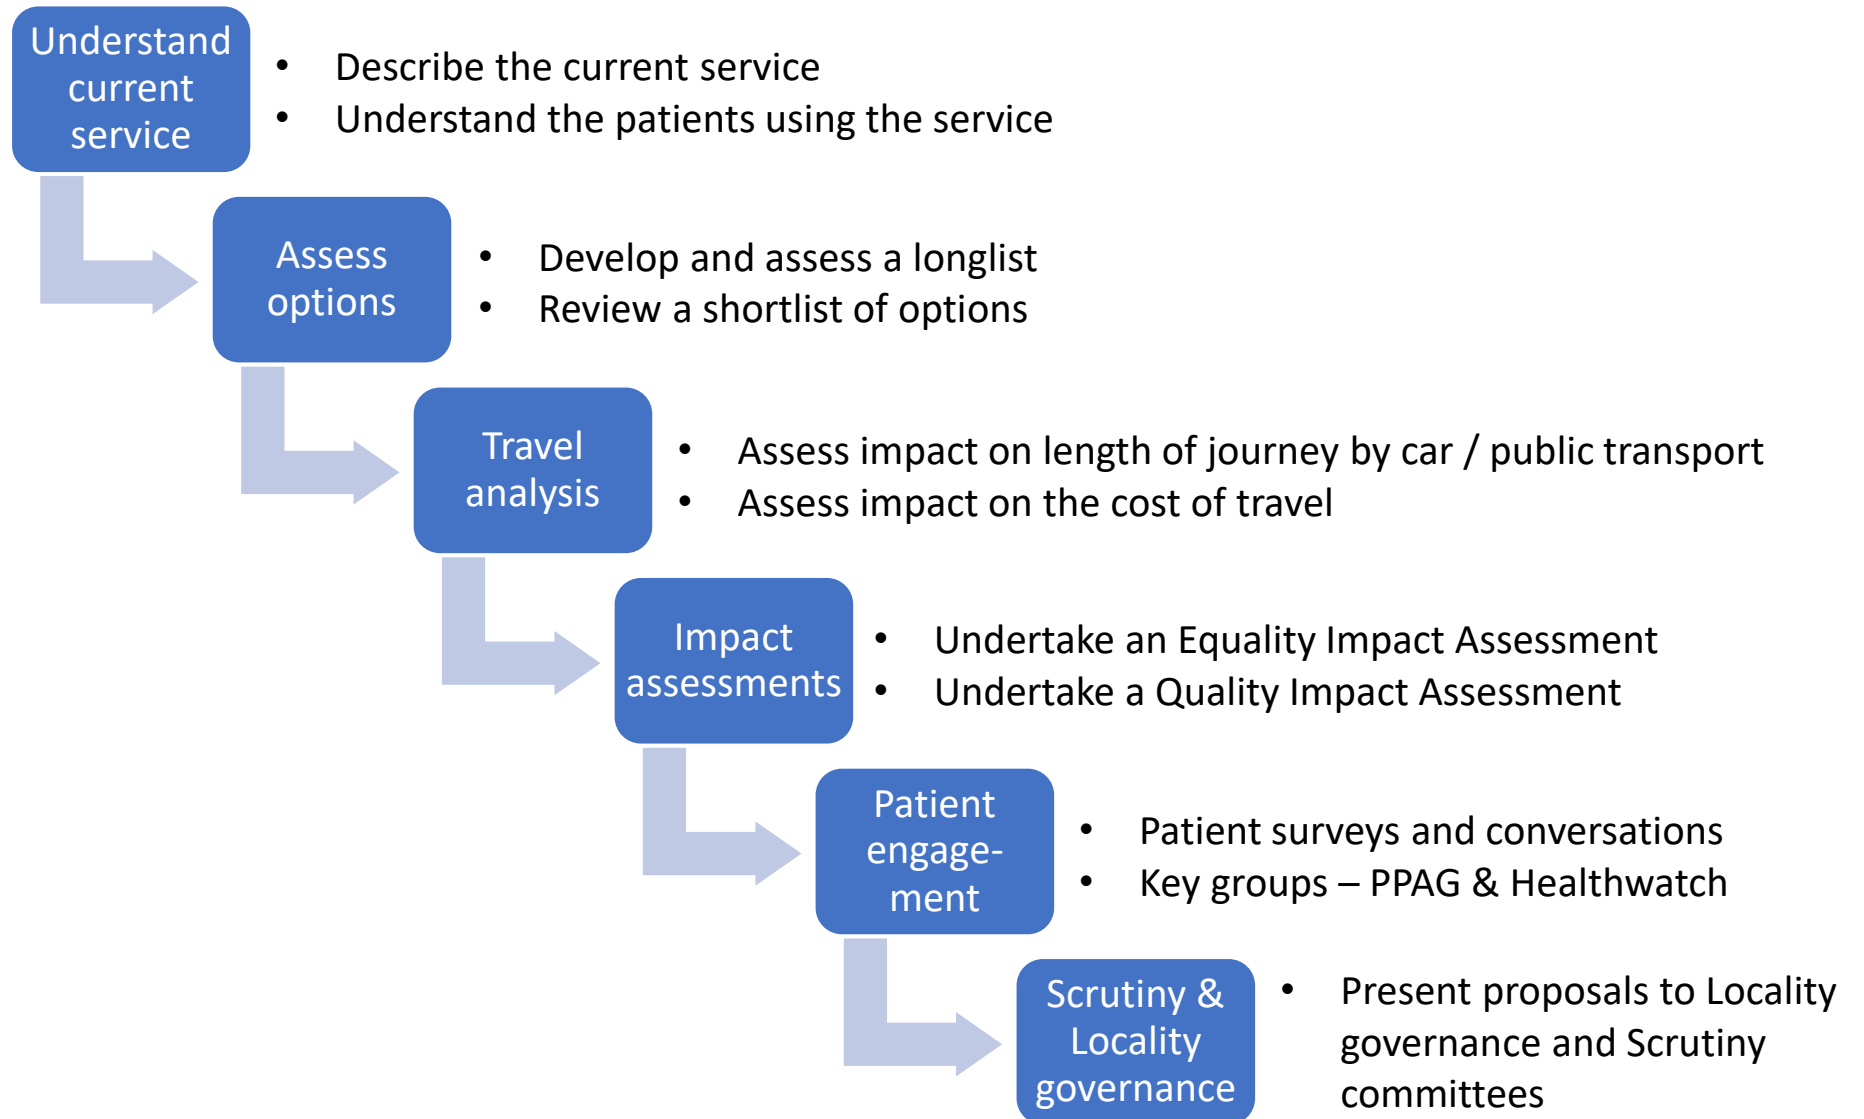 Understand
current
service
• Describe the current service
• Understand the patients using the service
Assess
options
• Develop and assess a longlist
• Review a shortlist of options
Travel
analysis
• Assess impact on length of journey by car / public transport
• Assess impact on the cost of travel
Impact
assessments
• Undertake an Equality Impact Assessment
• Undertake a Quality Impact Assessment
Patient
engage-
ment
• Patient surveys and conversations
• Key groups – PPAG & Healthwatch
Scrutiny &
Locality
governance
• Present proposals to Locality
governance and Scrutiny
committees